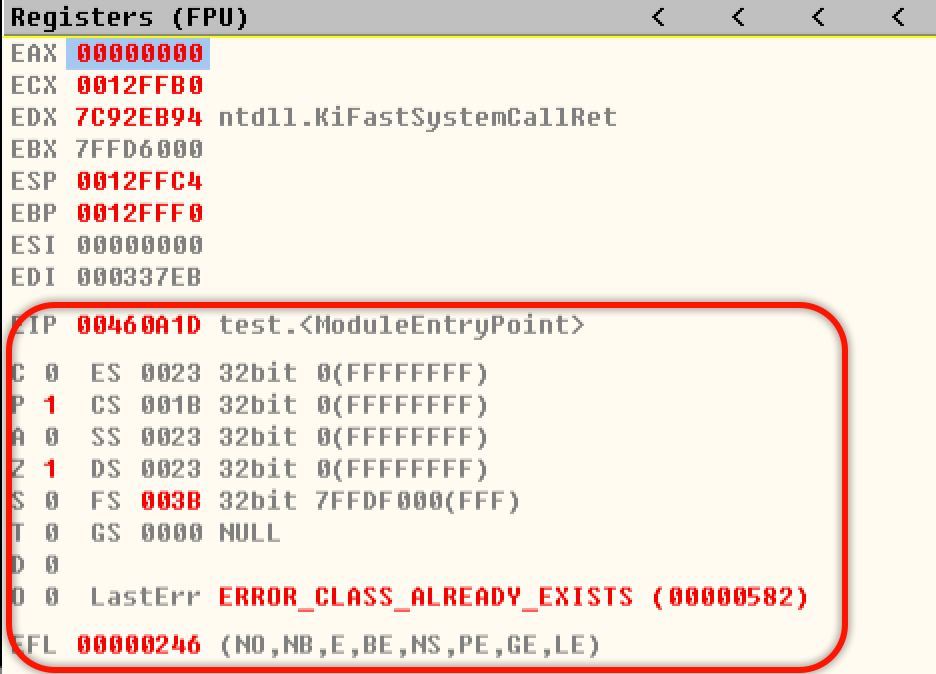 Registers (FPU) < < < <
EAX 00000000
ECX 0012FFB0
EDX 7C92EB94 ntdll.KiFastSystemCallRet
EBX 7FFD6000
ESP 0012FFC4
EBP 0012FFF0
ESI 00000000
EDI 000337EB
EIP 00460A1D test.<ModuleEntryPoint>
C 0 ES 0023 32bit 0(FFFFFFFF)
P 1 CS 001B 32bit 0(FFFFFFFF)
A 0 SS 0023 32bit 0(FFFFFFFF)
Z 1 DS 0023 32bit 0(FFFFFFFF)
S 0 FS 003B 32bit 7FFDF000(FFF)
T 0 GS 0000 NULL
D 0
O 0 LastErr ERROR_CLASS_ALREADY_EXISTS (00000582)
EFL 00000246 (NO,NB,E,BE,NS,PE,GE,LE)